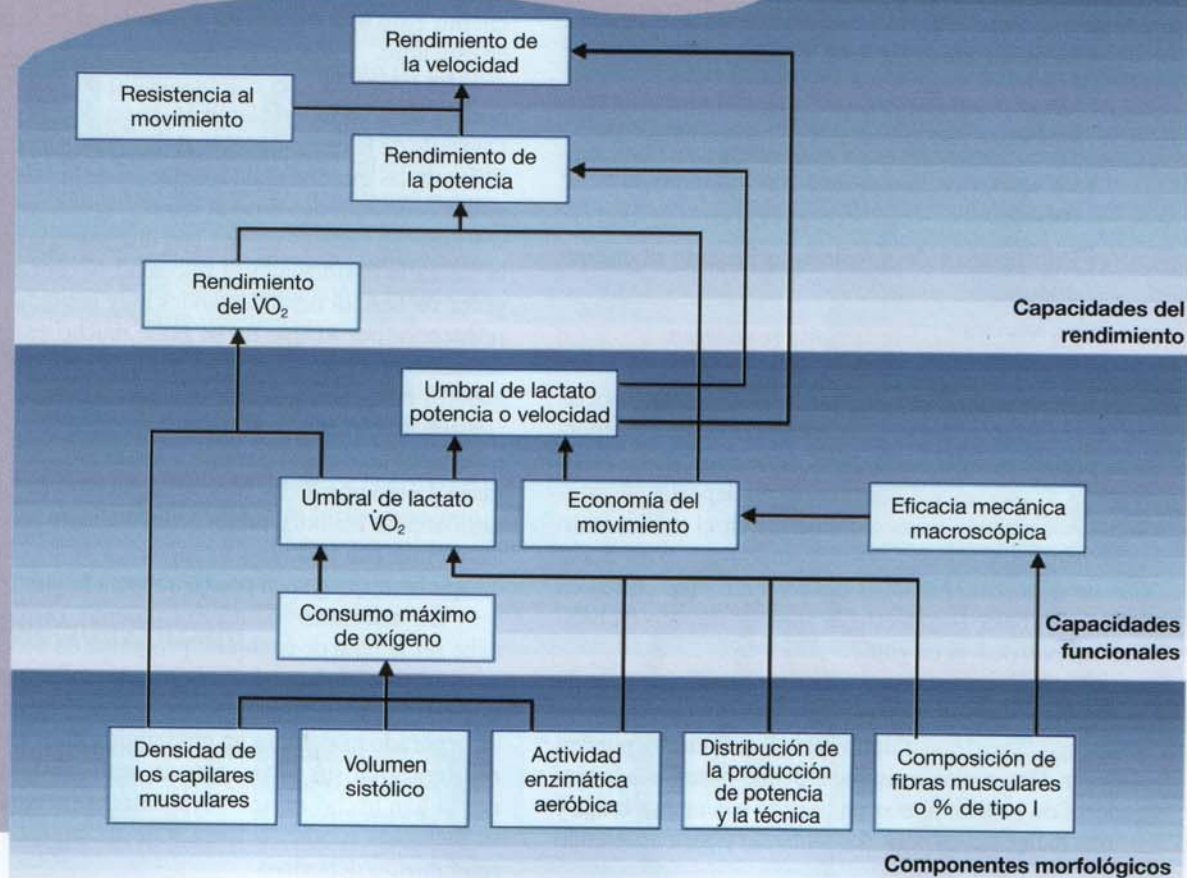 Rendimiento de
la velocidad
Resistencia al
movimiento
Rendimiento de
la potencia
Rendimiento
del V̇O₂
Capacidades del
rendimiento
Umbral de lactato
potencia o velocidad
Umbral de lactato
V̇O₂
Economía del
movimiento
Eficacia mecánica
macroscópica
Consumo máximo
de oxígeno
Capacidades
funcionales
Densidad de
los capilares
musculares
Volumen
sistólico
Actividad
enzimática
aeróbica
Distribución de
la producción
de potencia
y la técnica
Composición de
fibras musculares
o % de tipo I
Componentes morfológicos